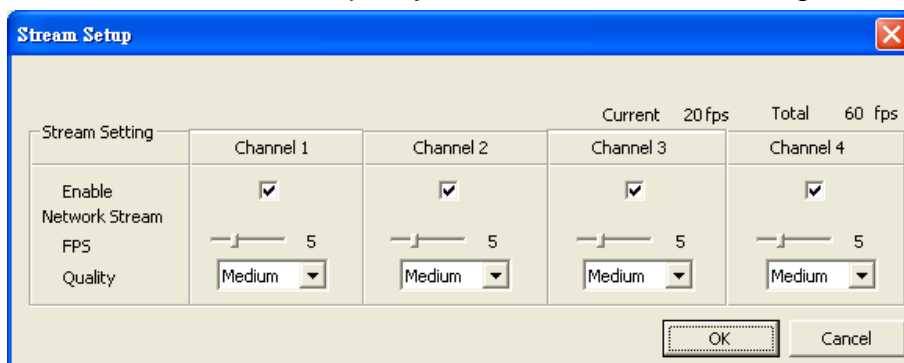 Stream Setup
Current 20 fps Total 60 fps
Stream Setting
Channel 1 Channel 2 Channel 3 Channel 4
Enable
Network Stream
FPS 5 5 5 5
Quality Medium Medium Medium Medium
OK Cancel